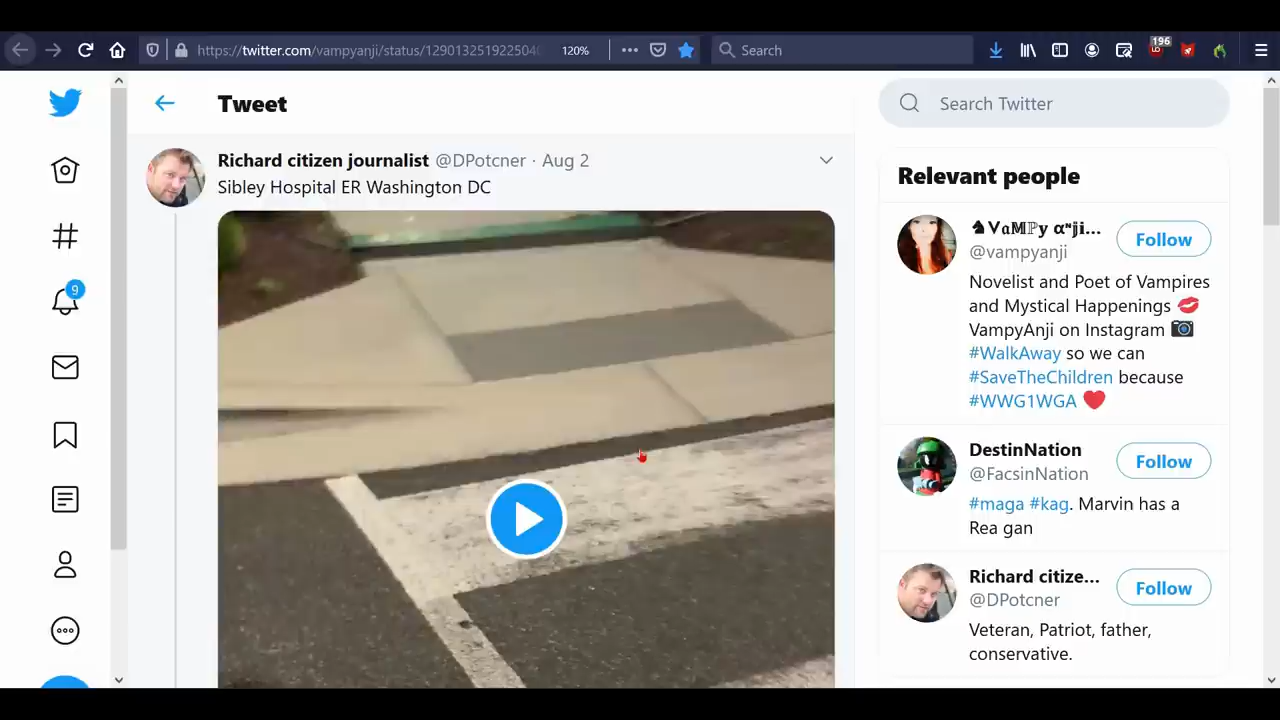 https://twitter.com/vampyanji/status/1290132519225040
120%
Search
196
Tweet
Search Twitter
Richard citizen journalist @DPotcner · Aug 2
Sibley Hospital ER Washington DC
9
Relevant people
♞Vaᴍℙy αⁿji...
@vampyanji
Follow
Novelist and Poet of Vampires
and Mystical Happenings 💋
VampyAnji on Instagram 📷
#WalkAway so we can
#SaveTheChildren because
#WWG1WGA ❤️
DestinNation
@FacsinNation
Follow
#maga #kag. Marvin has a
Rea gan
Richard citize...
@DPotcner
Follow
Veteran, Patriot, father,
conservative.